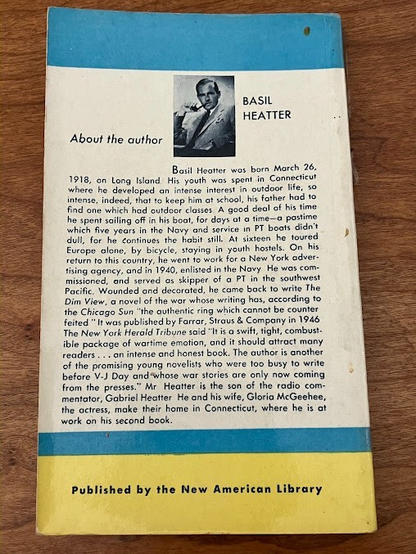 BASIL
HEATTER
About the author
Basil Heatter was born March 26,
1918, on Long Island His youth was spent in Connecticut
where he developed an intense interest in outdoor life, so
intense, indeed, that to keep him at school, his father had to
find one which had outdoor classes A good deal of his time
he spent sailing off in his boat, for days at a time—a pastime
which five years in the Navy and service in PT boats didn't
dull, for he continues the habit still. At sixteen he toured
Europe alone, by bicycle, staying in youth hostels. On his
return to this country, he went to work for a New York adver-
tising agency, and in 1940, enlisted in the Navy He was com-
missioned, and served as skipper of a PT in the southwest
Pacific. Wounded and decorated, he came back to write The
Dim View, a novel of the war whose writing has, according to
the Chicago Sun "the authentic ring which cannot be counter
feited " It was published by Farrar, Straus & Company in 1946
The New York Herald Tribune said "It is a swift, tight, combust-
ible package of wartime emotion, and it should attract many
readers . . . an intense and honest book. The author is another
of the promising young novelists who were too busy to write
before V-J Day and whose war stories are only now coming
from the presses." Mr Heatter is the son of the radio com-
mentator, Gabriel Heatter He and his wife, Gloria McGeehee,
the actress, make their home in Connecticut, where he is at
work on his second book.
Published by the New American Library